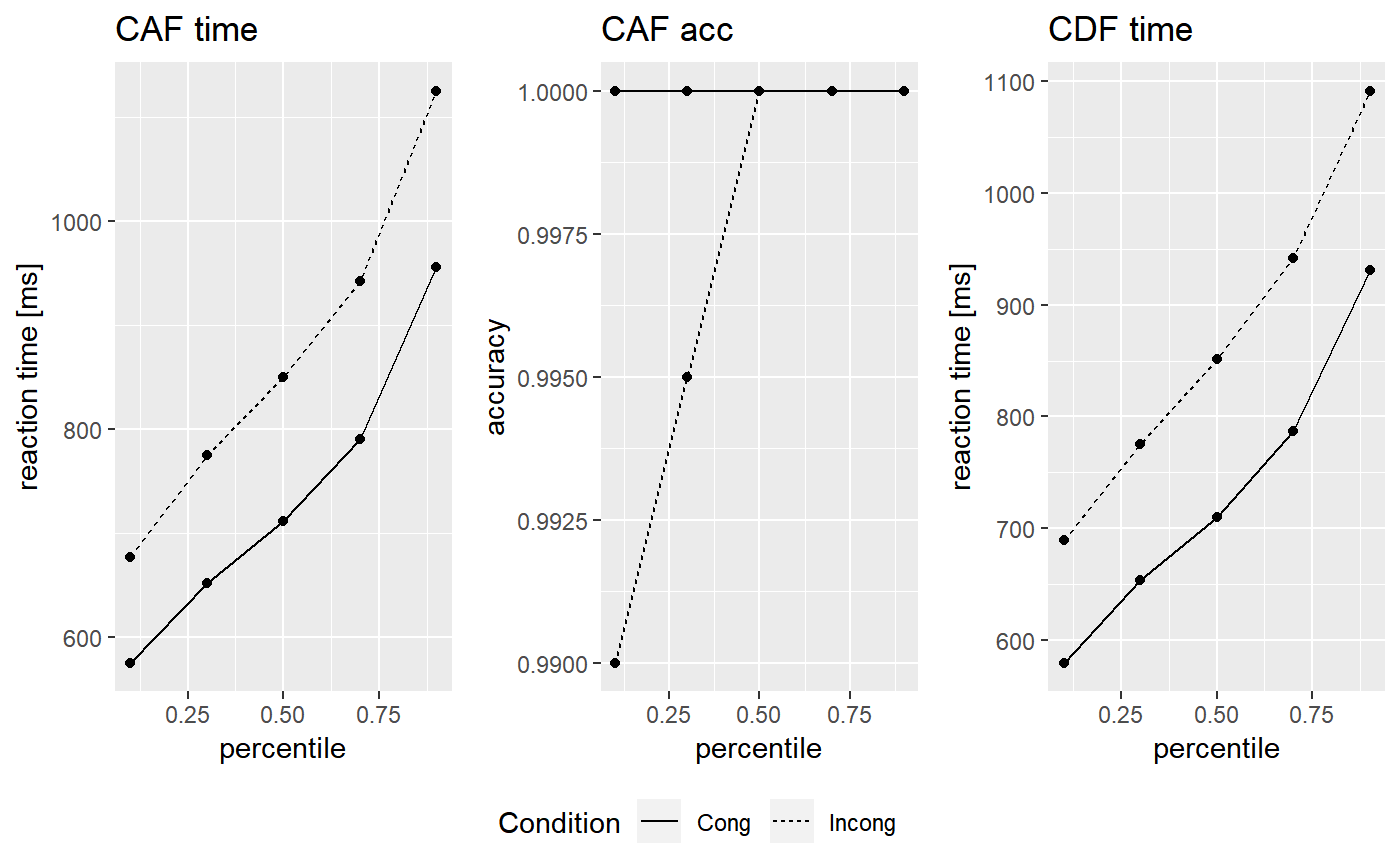 CAF time
reaction time [ms]
1000
800
600
0.25 0.50 0.75
percentile
CAF acc
accuracy
1.0000
0.9975
0.9950
0.9925
0.9900
0.25 0.50 0.75
percentile
CDF time
reaction time [ms]
1100
1000
900
800
700
600
0.25 0.50 0.75
percentile
Condition Cong Incong